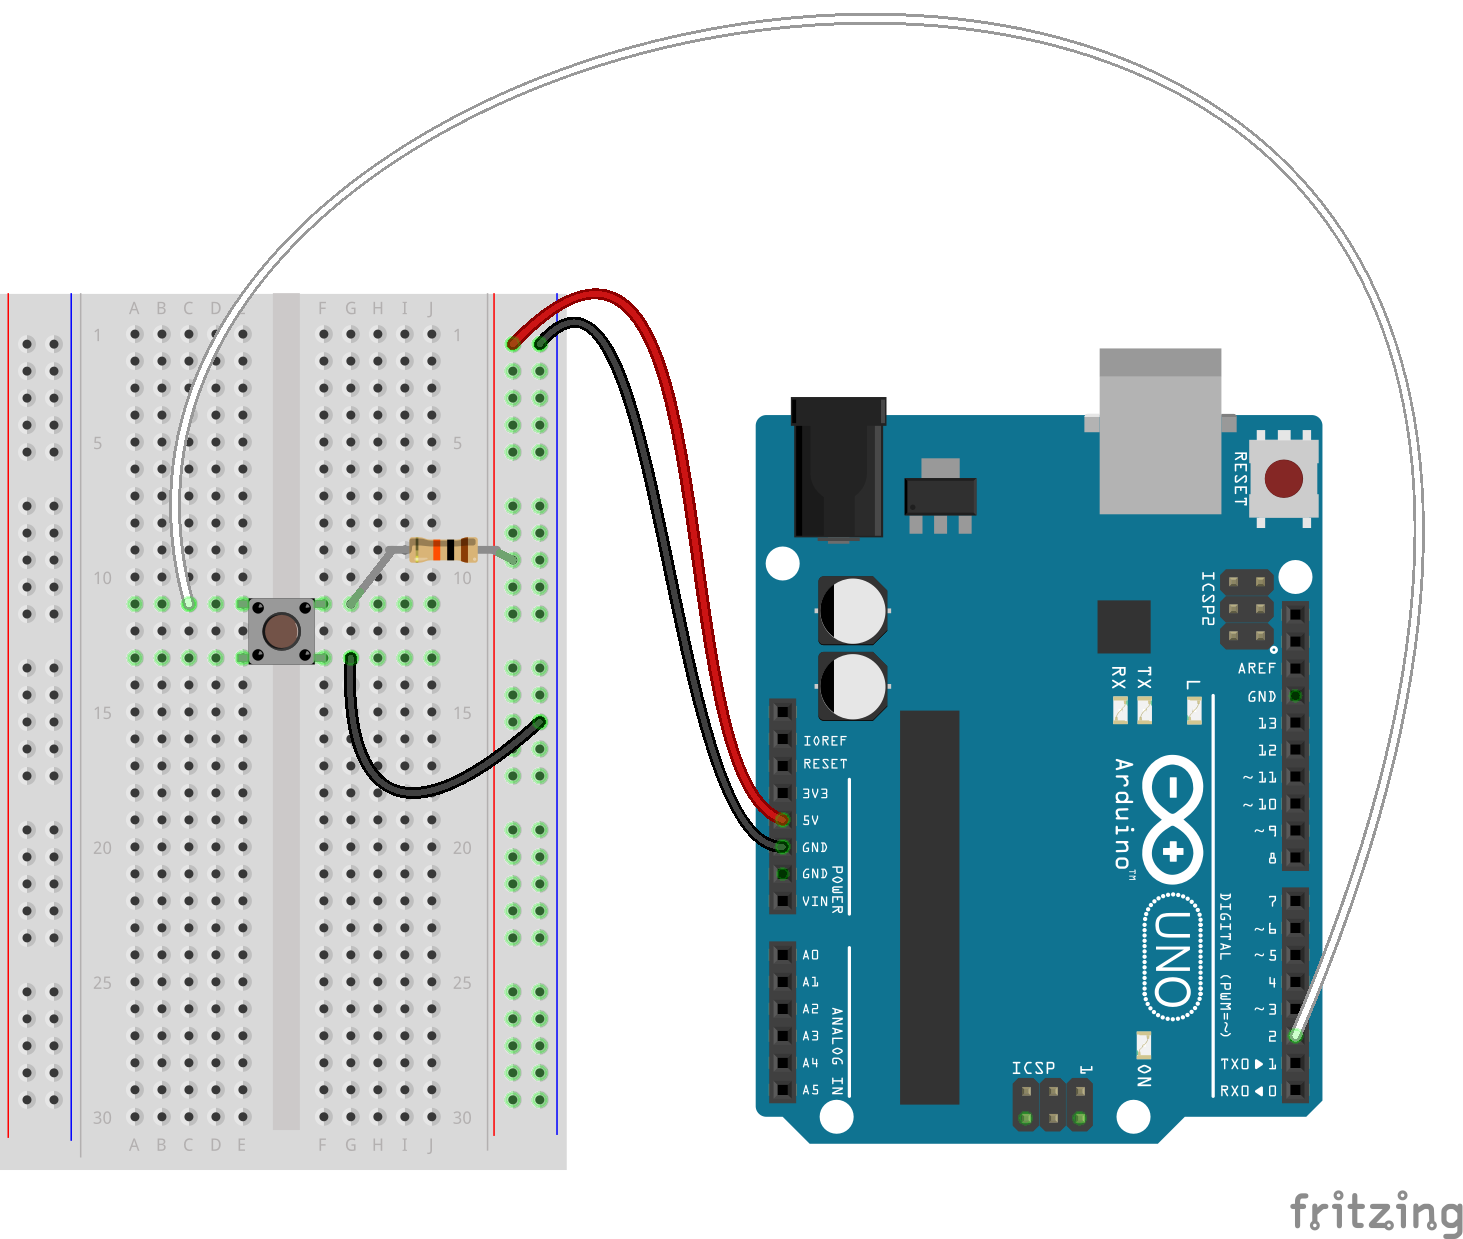 A B C D E F G H I J
1 1
5 5
10 10
15 15
20 20
25 25
30 30
A B C D E F G H I J
RESET
ICSP2
AREF
GND
13
12
~11
~10
~9
8
7
~6
~5
4
~3
2
TX0►1
RX0◄0
DIGITAL (PWM=~)
RX TX L
Arduino™
UNO
IOREF
RESET
3V3
5V
GND
GND
VIN
POWER
A0
A1
A2
A3
A4
A5
ANALOG IN
ICSP 1
ON
fritzing